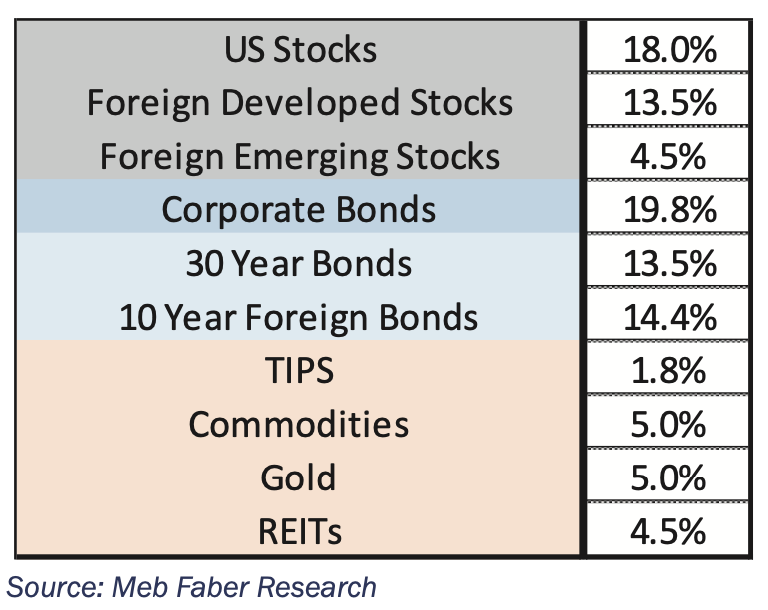 US Stocks 18.0%
Foreign Developed Stocks 13.5%
Foreign Emerging Stocks 4.5%
Corporate Bonds 19.8%
30 Year Bonds 13.5%
10 Year Foreign Bonds 14.4%
TIPS 1.8%
Commodities 5.0%
Gold 5.0%
REITs 4.5%
Source: Meb Faber Research